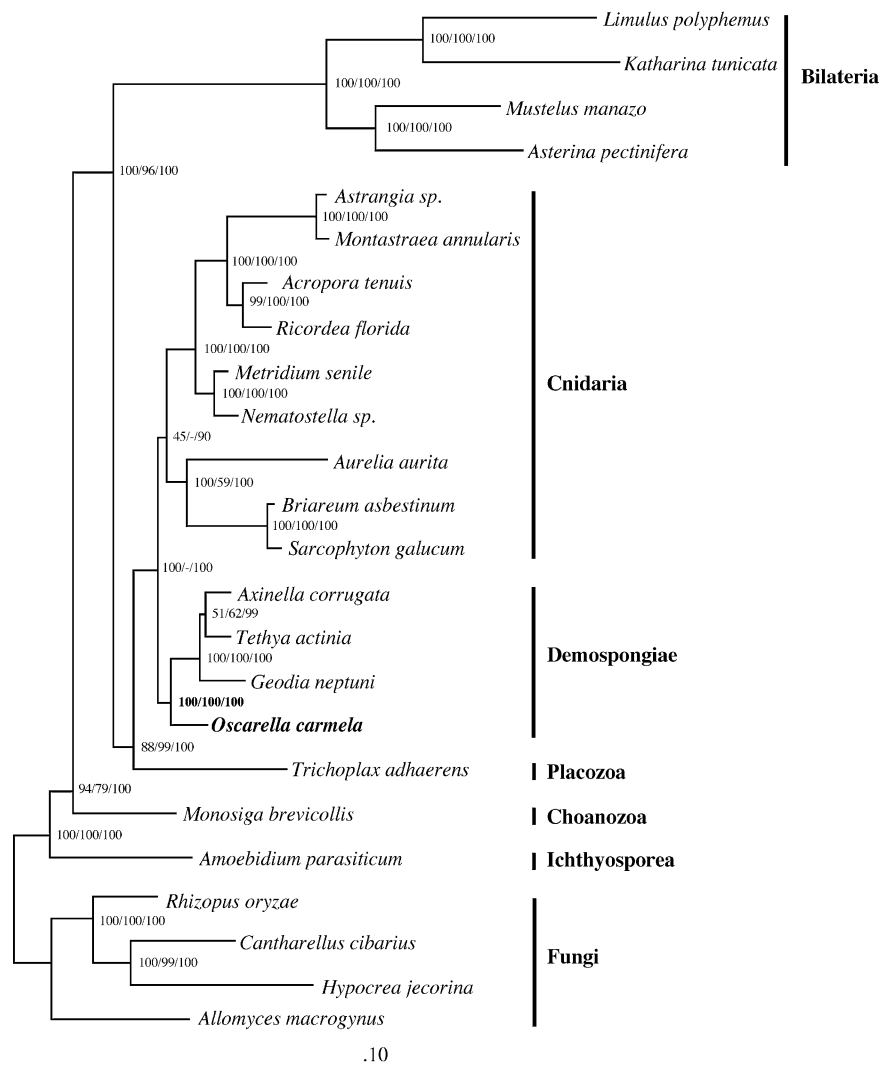 Limulus polyphemus
100/100/100
Katharina tunicata
Bilateria
100/100/100
Mustelus manazo
100/100/100
Asterina pectinifera
100/96/100
Astrangia sp.
100/100/100
Montastraea annularis
100/100/100
Acropora tenuis
99/100/100
Ricordea florida
100/100/100
Metridium senile
Cnidaria
100/100/100
Nematostella sp.
45/-/90
Aurelia aurita
100/59/100
Briareum asbestinum
100/100/100
Sarcophyton galucum
100/-/100
Axinella corrugata
51/62/99
Tethya actinia
Demospongiae
100/100/100
Geodia neptuni
100/100/100
Oscarella carmela
88/99/100
Trichoplax adhaerens
Placozoa
94/79/100
Monosiga brevicollis
Choanozoa
100/100/100
Amoebidium parasiticum
Ichthyosporea
Rhizopus oryzae
100/100/100
Cantharellus cibarius
Fungi
100/99/100
Hypocrea jecorina
Allomyces macrogynus
.10